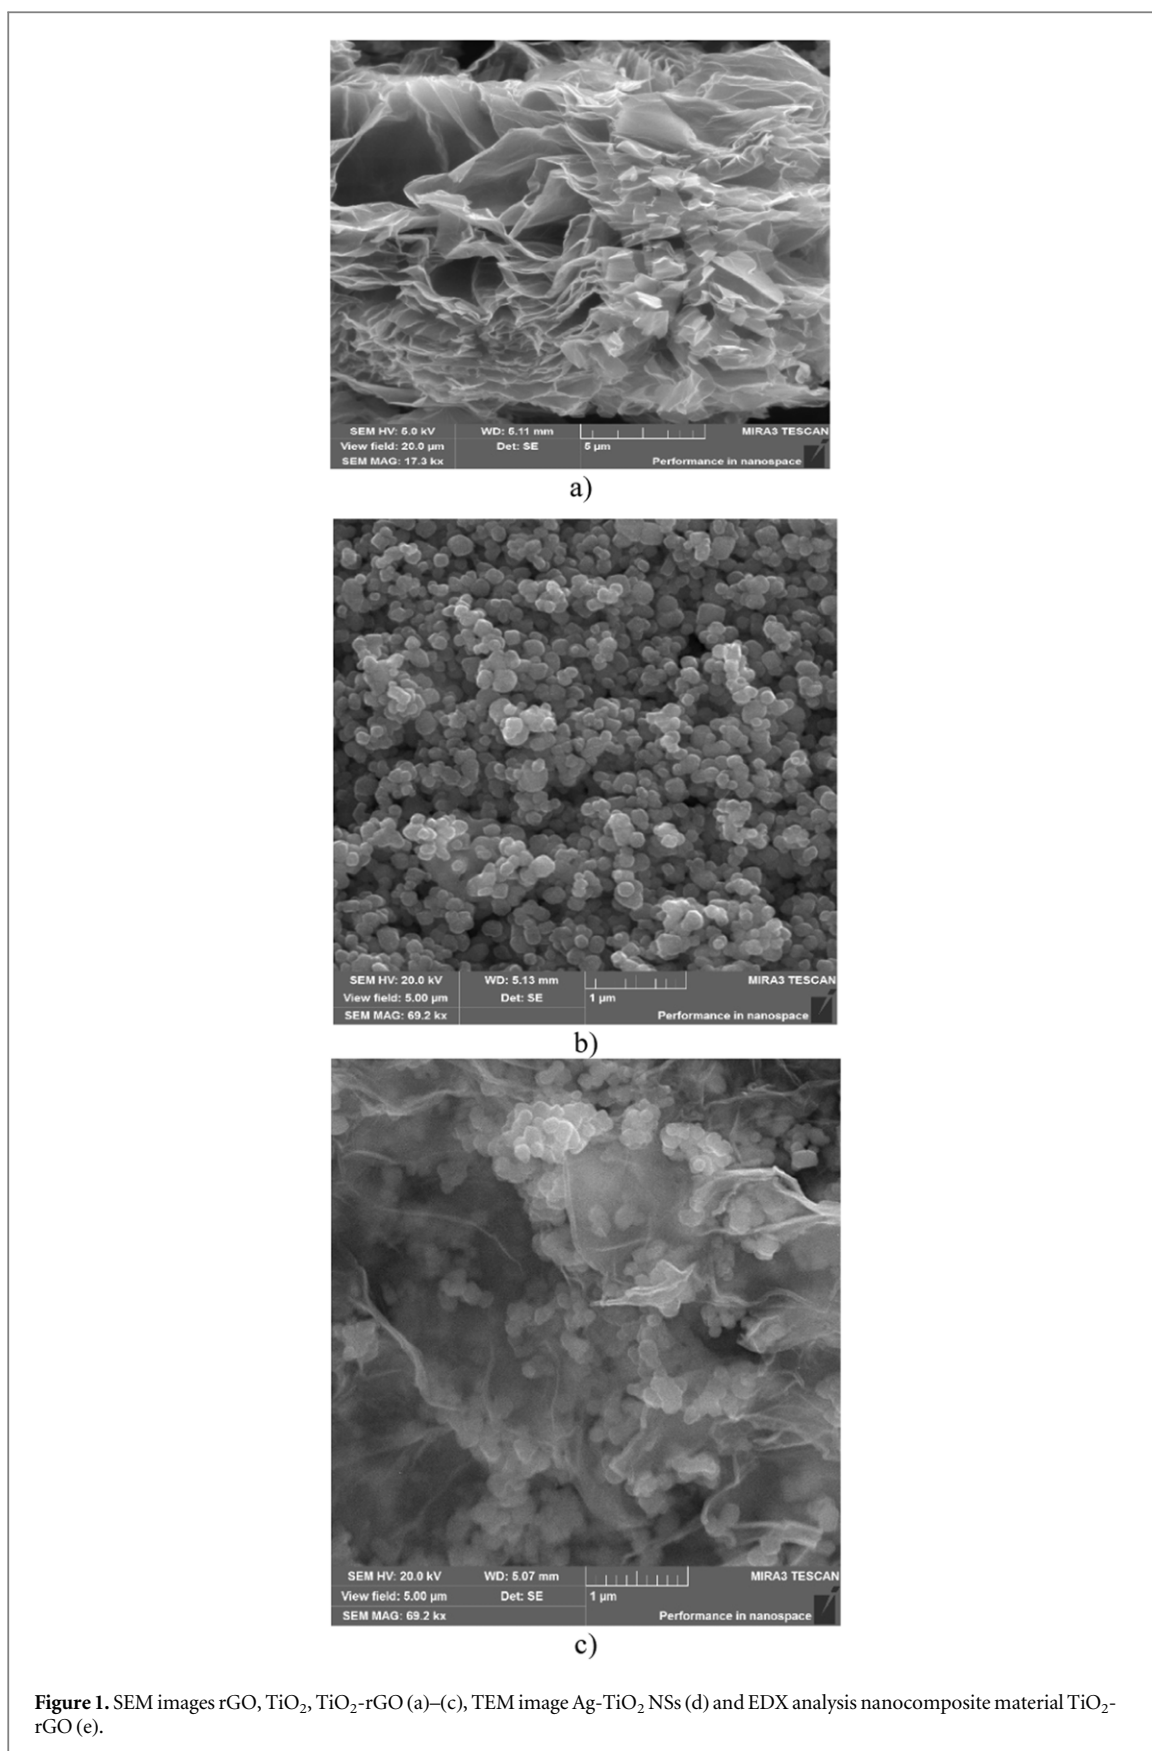 SEM HV: 5.0 kV WD: 5.11 mm MIRA3 TESCAN
View field: 20.0 µm Det: SE 5 µm
SEM MAG: 17.3 kx Performance in nanospace
a)
SEM HV: 20.0 kV WD: 5.13 mm MIRA3 TESCAN
View field: 5.00 µm Det: SE 1 µm
SEM MAG: 69.2 kx Performance in nanospace
b)
SEM HV: 20.0 kV WD: 5.07 mm MIRA3 TESCAN
View field: 5.00 µm Det: SE 1 µm
SEM MAG: 69.2 kx Performance in nanospace
c)
Figure 1. SEM images rGO, TiO₂, TiO₂-rGO (a)–(c), TEM image Ag-TiO₂ NSs (d) and EDX analysis nanocomposite material TiO₂-
rGO (e).